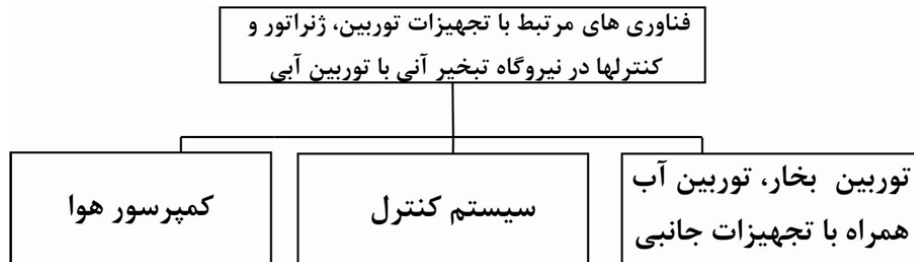 فناوری های مرتبط با تجهیزات توربین، ژنراتور و
کنترلها در نیروگاه تبخیر آنی با توربین آبی
توربین بخار، توربین آب
همراه با تجهیزات جانبی
سیستم کنترل
کمپرسور هوا